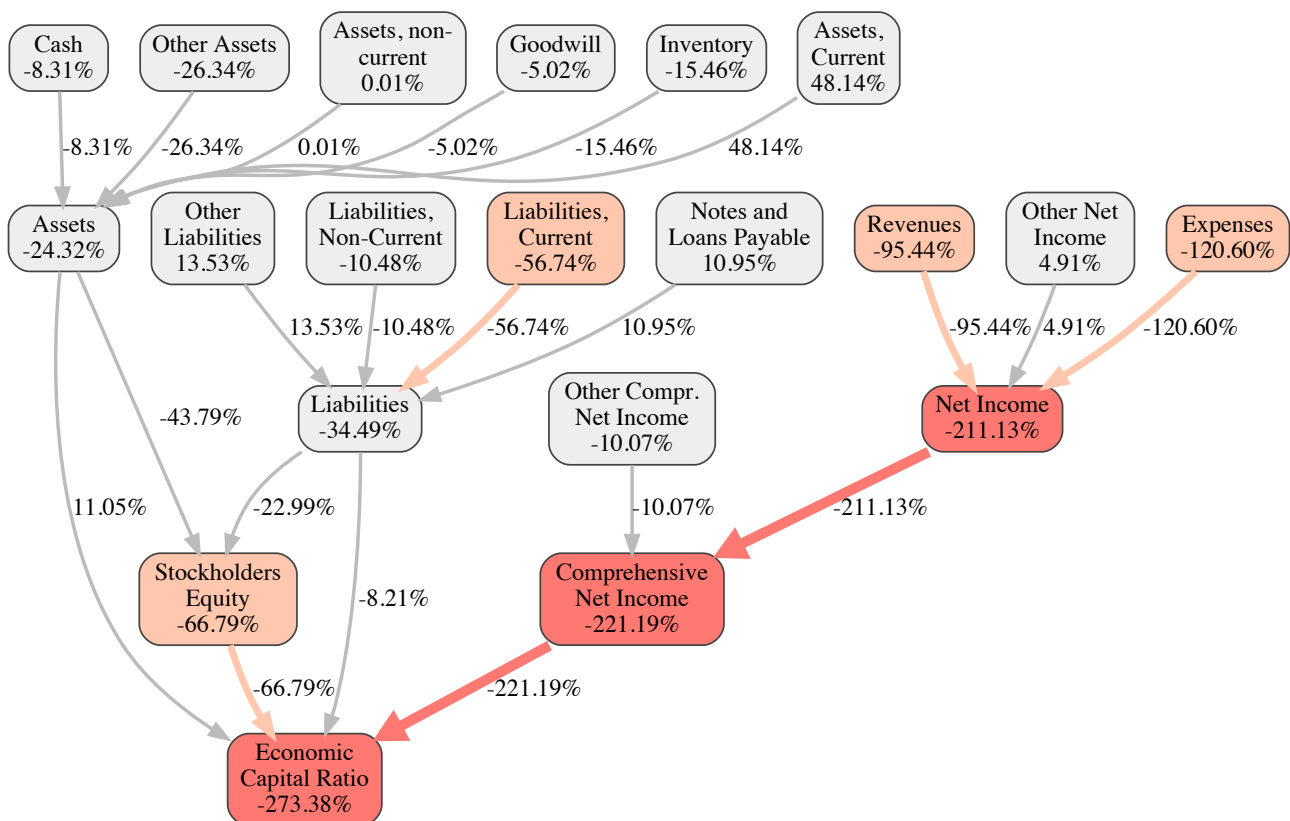 Cash
-8.31%
Other Assets
-26.34%
Assets, non-
current
0.01%
Goodwill
-5.02%
Inventory
-15.46%
Assets,
Current
48.14%
-8.31%
-26.34%
0.01%
-5.02%
-15.46%
48.14%
Assets
-24.32%
Other
Liabilities
13.53%
Liabilities,
Non-Current
-10.48%
Liabilities,
Current
-56.74%
Notes and
Loans Payable
10.95%
Revenues
-95.44%
Other Net
Income
4.91%
Expenses
-120.60%
13.53%
-10.48%
-56.74%
10.95%
-95.44%
4.91%
-120.60%
-43.79%
Liabilities
-34.49%
Other Compr.
Net Income
-10.07%
Net Income
-211.13%
11.05%
-22.99%
-10.07%
-211.13%
Stockholders
Equity
-66.79%
-8.21%
Comprehensive
Net Income
-221.19%
-66.79%
-221.19%
Economic
Capital Ratio
-273.38%